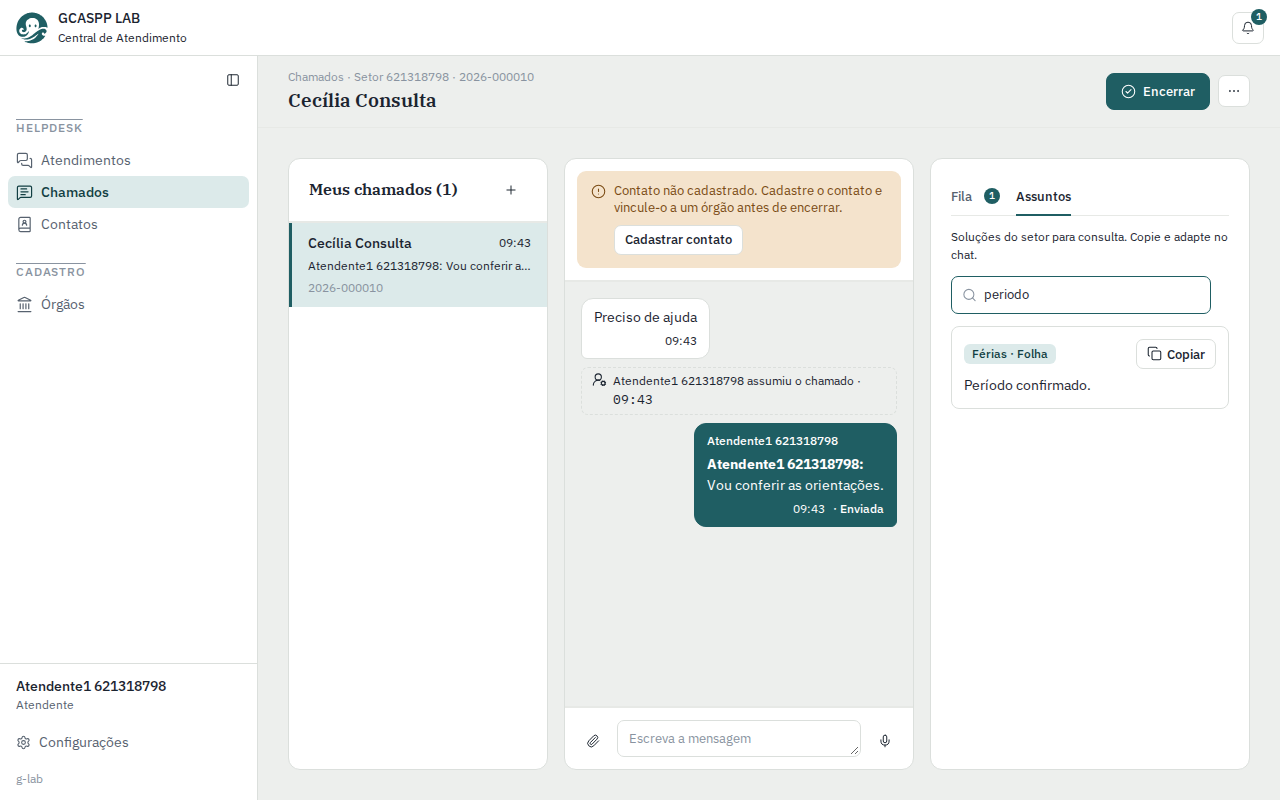 GCASPP LAB
Central de Atendimento
1
HELPDESK
Atendimentos
Chamados
Contatos
CADASTRO
Órgãos
Atendente1 621318798
Atendente
Configurações
g-lab
Chamados · Setor 621318798 · 2026-000010
Cecília Consulta
Encerrar
Meus chamados (1)
Cecília Consulta 09:43
Atendente1 621318798: Vou conferir a...
2026-000010
Contato não cadastrado. Cadastre o contato e
vincule-o a um órgão antes de encerrar.
Cadastrar contato
Preciso de ajuda
09:43
Atendente1 621318798 assumiu o chamado ·
09:43
Atendente1 621318798
Atendente1 621318798:
Vou conferir as orientações.
09:43 · Enviada
Escreva a mensagem
Fila 1 Assuntos
Soluções do setor para consulta. Copie e adapte no
chat.
periodo
Férias · Folha
Copiar
Período confirmado.